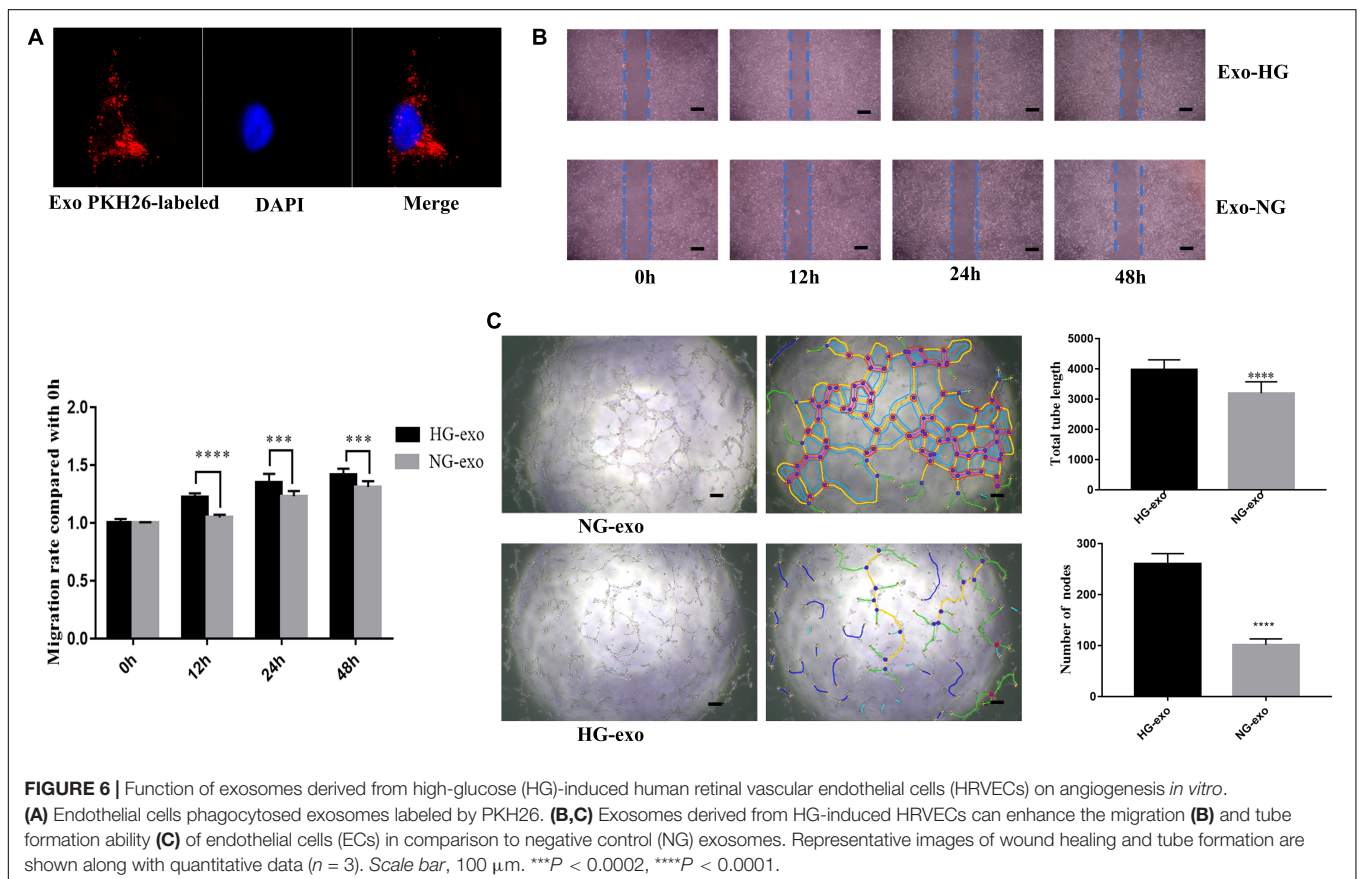 A
Exo PKH26-labeled
DAPI
Merge
B
Exo-HG
Exo-NG
0h
12h
24h
48h
Migration rate compared with 0h
2.0
1.5
1.0
0.5
0.0
****
***
***
HG-exo
NG-exo
0h
12h
24h
48h
C
NG-exo
HG-exo
Total tube length
5000
4000
3000
2000
1000
0
****
HG-exo
NG-exo
Number of nodes
300
200
100
0
****
HG-exo
NG-exo
FIGURE 6 | Function of exosomes derived from high-glucose (HG)-induced human retinal vascular endothelial cells (HRVECs) on angiogenesis in vitro.
(A) Endothelial cells phagocytosed exosomes labeled by PKH26. (B,C) Exosomes derived from HG-induced HRVECs can enhance the migration (B) and tube
formation ability (C) of endothelial cells (ECs) in comparison to negative control (NG) exosomes. Representative images of wound healing and tube formation are
shown along with quantitative data (n = 3). Scale bar, 100 μm. ***P < 0.0002, ****P < 0.0001.